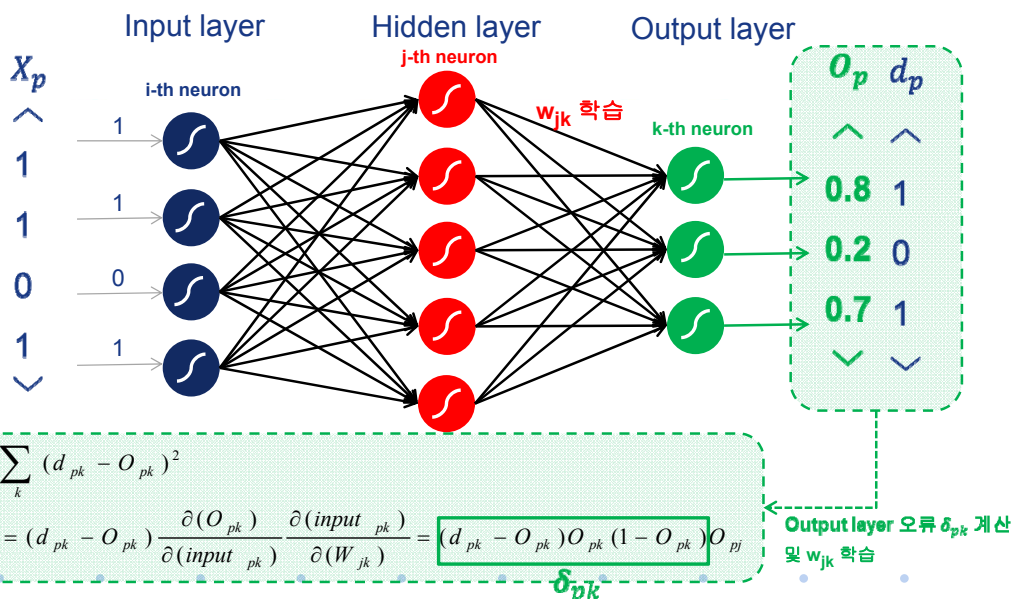 Input layer
Hidden layer
Output layer
X_p
j-th neuron
O_p d_p
i-th neuron
w_jk 학습
k-th neuron
1
1
1
1
0
0
1
1
0.8 1
0.2 0
0.7 1
∑_k (d_pk − O_pk)^2
= (d_pk − O_pk) ∂(O_pk)/∂(input_pk) ∂(input_pk)/∂(W_jk) = (d_pk − O_pk)O_pk(1 − O_pk)O_pj
δ_pk
Output layer 오류 δ_pk 계산
및 w_jk 학습